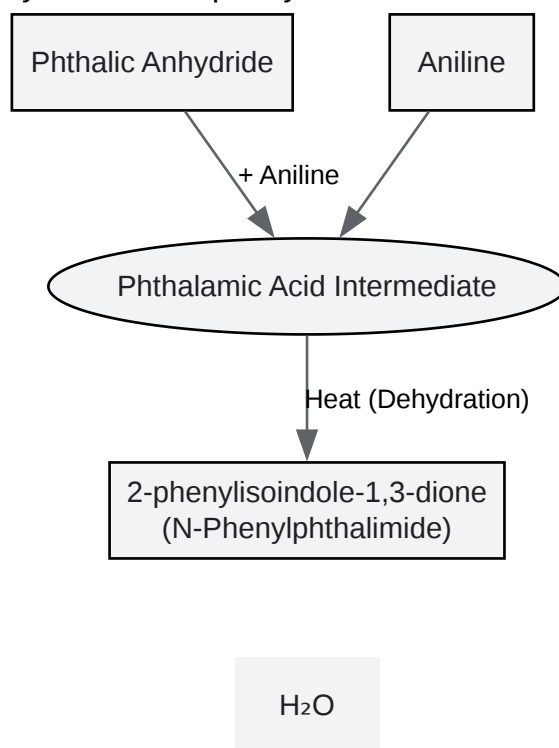 Phthalic Anhydride
Aniline
+ Aniline
Phthalamic Acid Intermediate
Heat (Dehydration)
2-phenylisoindole-1,3-dione
(N-Phenylphthalimide)
H₂O